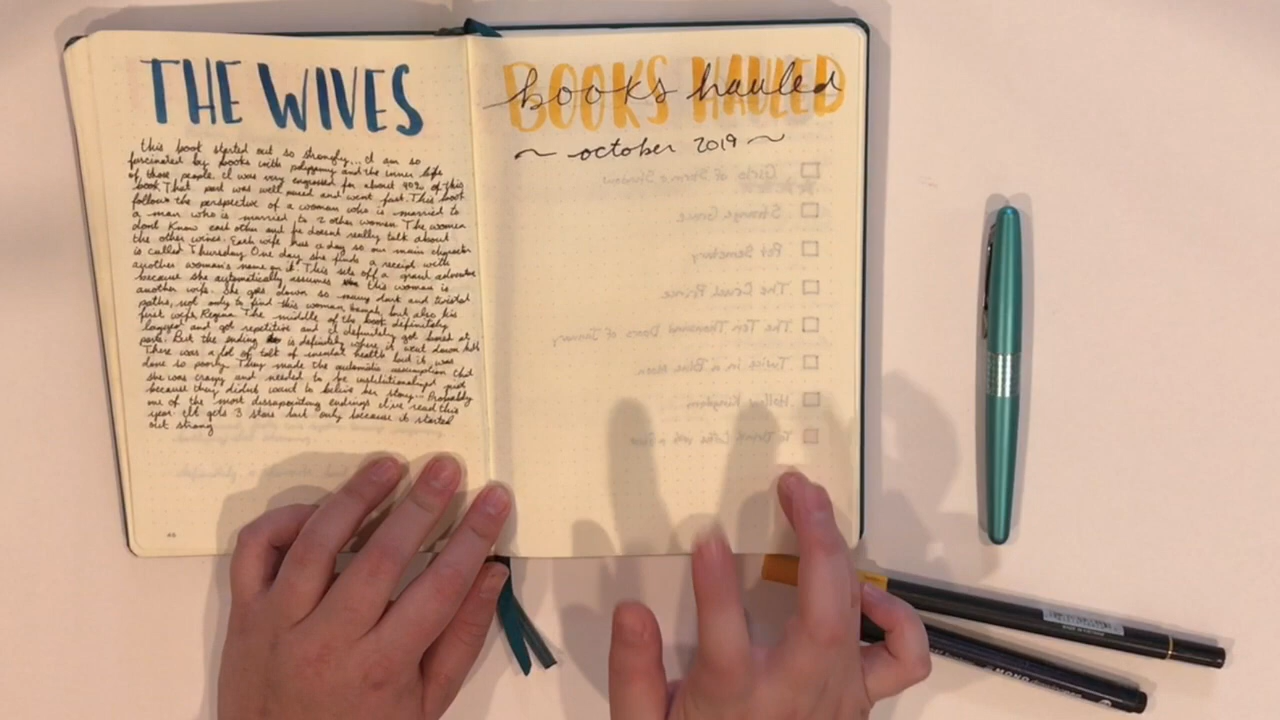 THE WIVES
this book started out so strongly... I am so
fascinated by books with polygamy and the inner life
of those people. I was very engrossed for about 40% of this
book. That part was well paced and went fast. This book
follows the perspective of a woman who is married to
a man who is married to 2 other women. The women
dont know each other and he doesnt really talk about
the other wives. Each wife has a day so our main character
is called Thursday. One day she finds a receipt with
another woman's name on it. This sets off a grand adventure
because she automatically assumes this woman is
another wife. She goes down so many dark and twisted
paths, not only to find this woman, Hannah, but also his
first wife, Regina. The middle of the book definitely
lagged and got repetitive and it definitely got bored at
parts. But the ending is definitely where it went down hill
There was a lot of talk of mental health but it was
done so poorly. They made the automatic assumption that
she was crazy and needed to be institutionalized just
because they didnt want to belive her story... Probably
one of the most dissapointing endings I've read this
year. It gets 3 stars but only because it started
out strong
BOOKS HAULED
books hauled
~ october 2019 ~
Strange Grace
Pet Sematary
The Cruel Prince
The Ten Thousand Doors of January
Twice in a Blue Moon
Hollow Kingdom
MONO